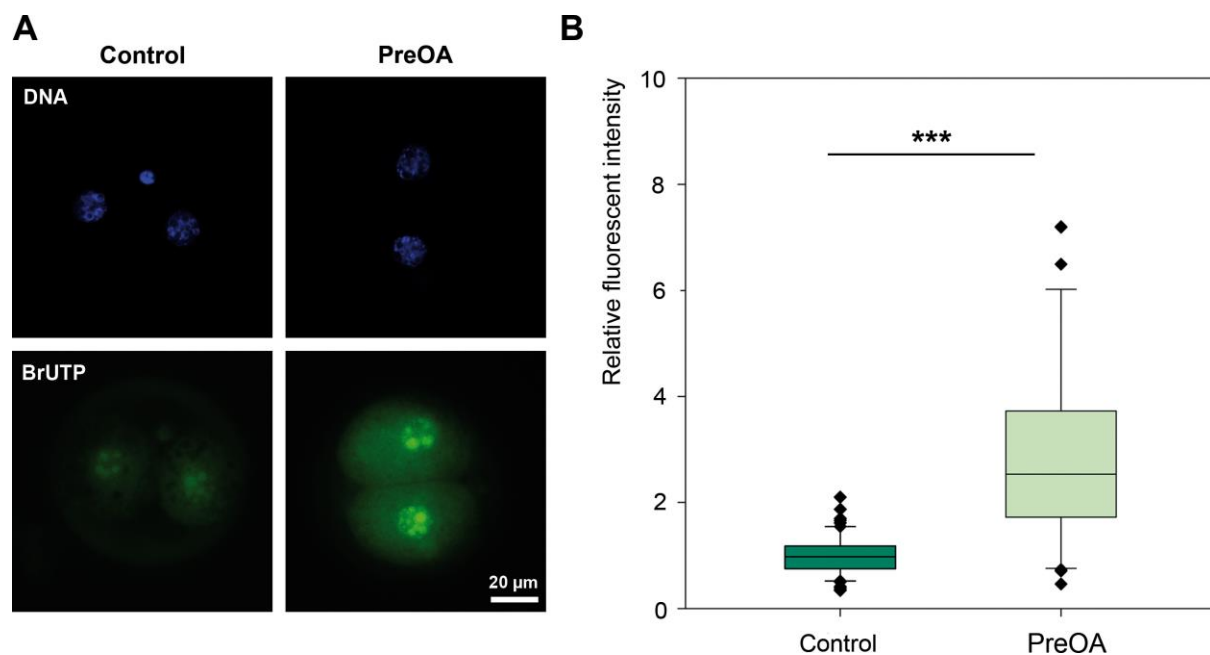 A
Control
PreOA
DNA
BrUTP
20 µm
B
Relative fluorescent intensity
10
8
6
4
2
0
***
Control
PreOA